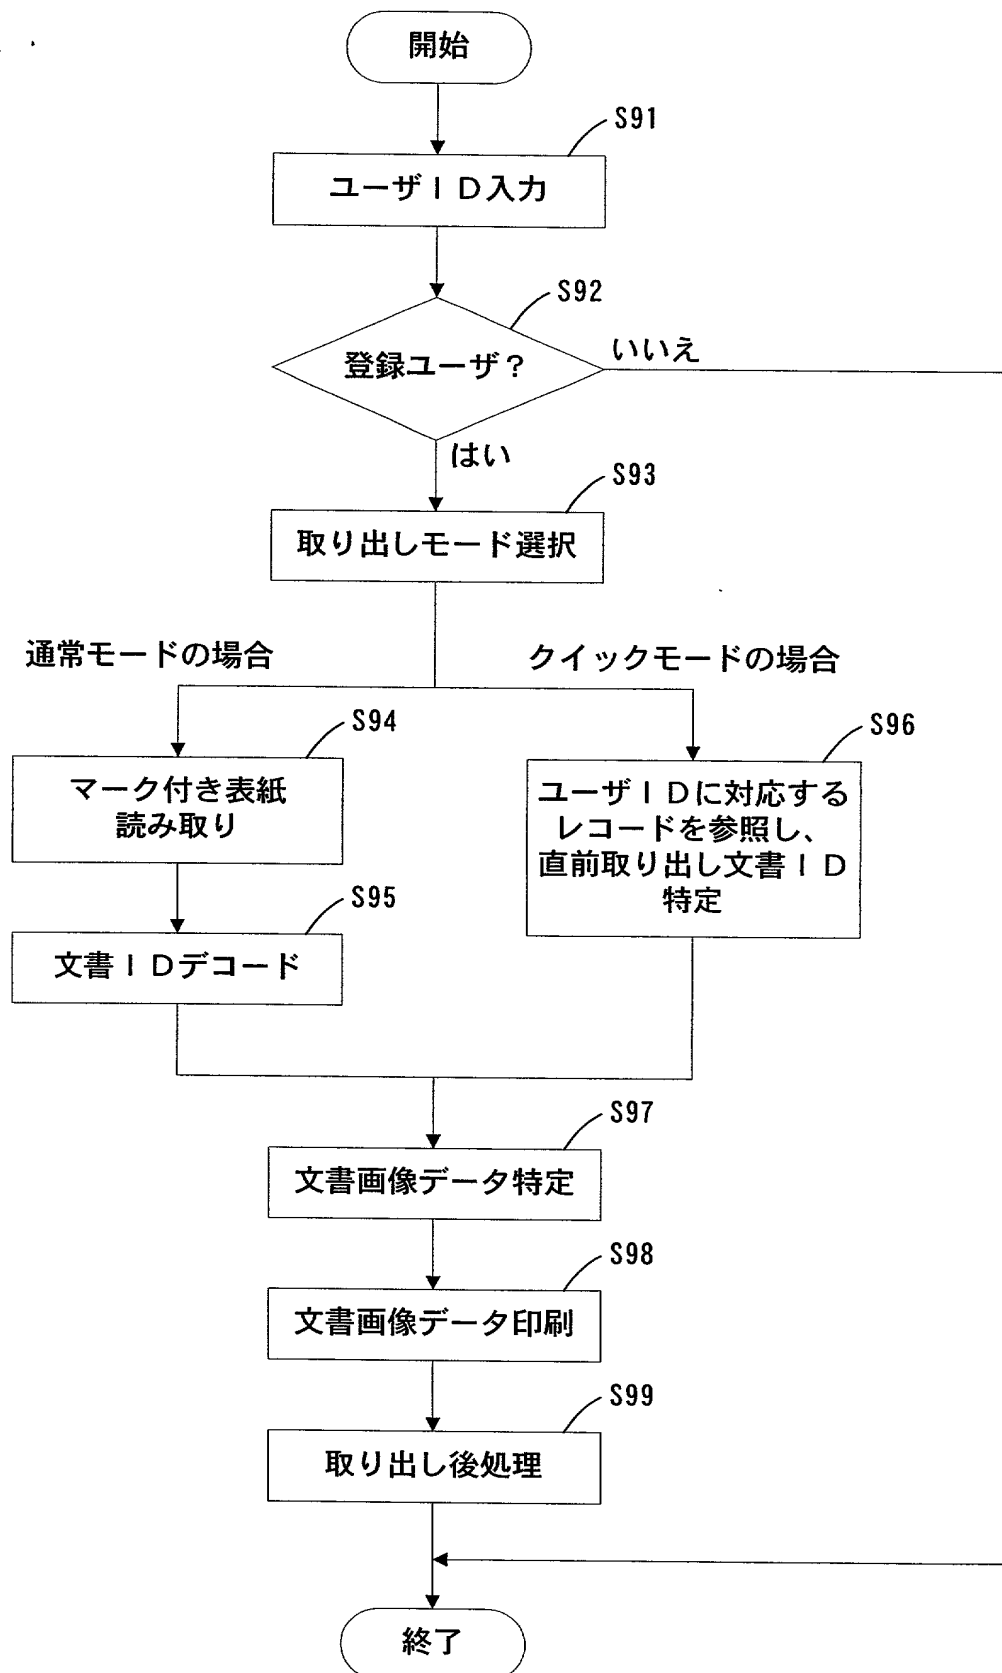 開始
S91
ユーザＩＤ入力
S92
登録ユーザ？
いいえ
はい
S93
取り出しモード選択
通常モードの場合
クイックモードの場合
S94
マーク付き表紙
読み取り
S95
文書ＩＤデコード
S96
ユーザＩＤに対応する
レコードを参照し、
直前取り出し文書ＩＤ
特定
S97
文書画像データ特定
S98
文書画像データ印刷
S99
取り出し後処理
終了